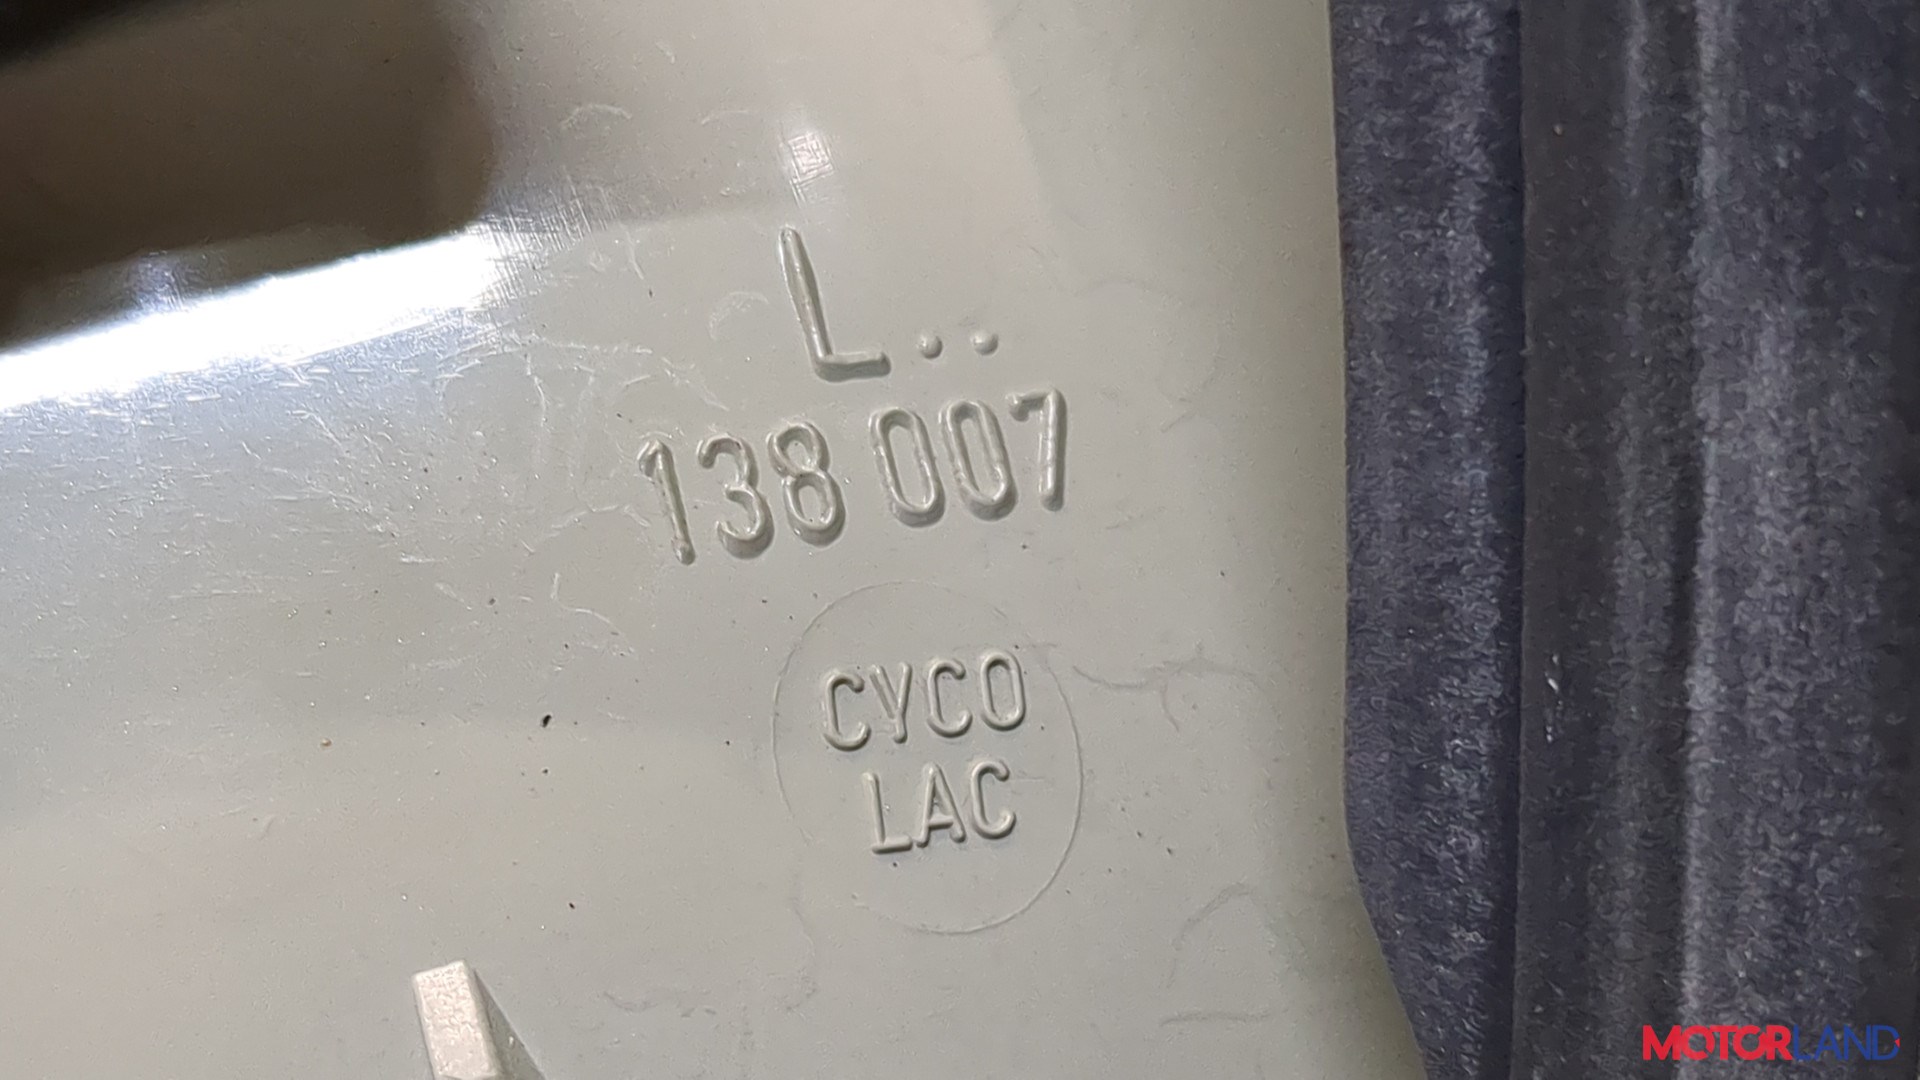 L..
138 007
CYCO
LAC
MOTORLAND